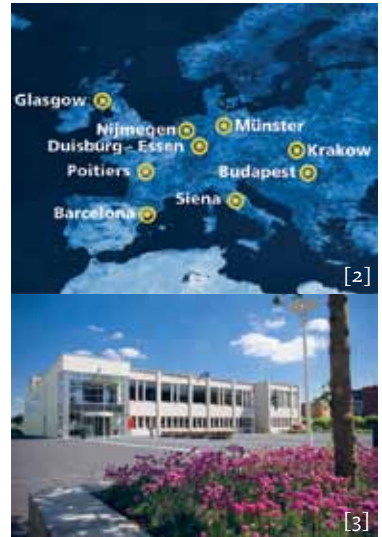 Glasgow
Nijmegen
Münster
Duisburg – Essen
Krakow
Poitiers
Budapest
Siena
Barcelona
[2]
[3]